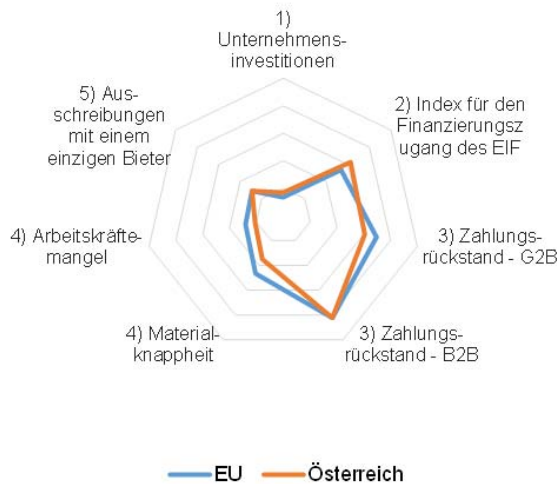 1)
Unternehmens-
investitionen
2) Index für den
Finanzierungsz
ugang des EIF
3) Zahlungs-
rückstand - G2B
3) Zahlungs-
rückstand - B2B
4) Material-
knappheit
4) Arbeitskräfte-
mangel
5) Aus-
schreibungen
mit einem
einzigen Bieter
EU
Österreich